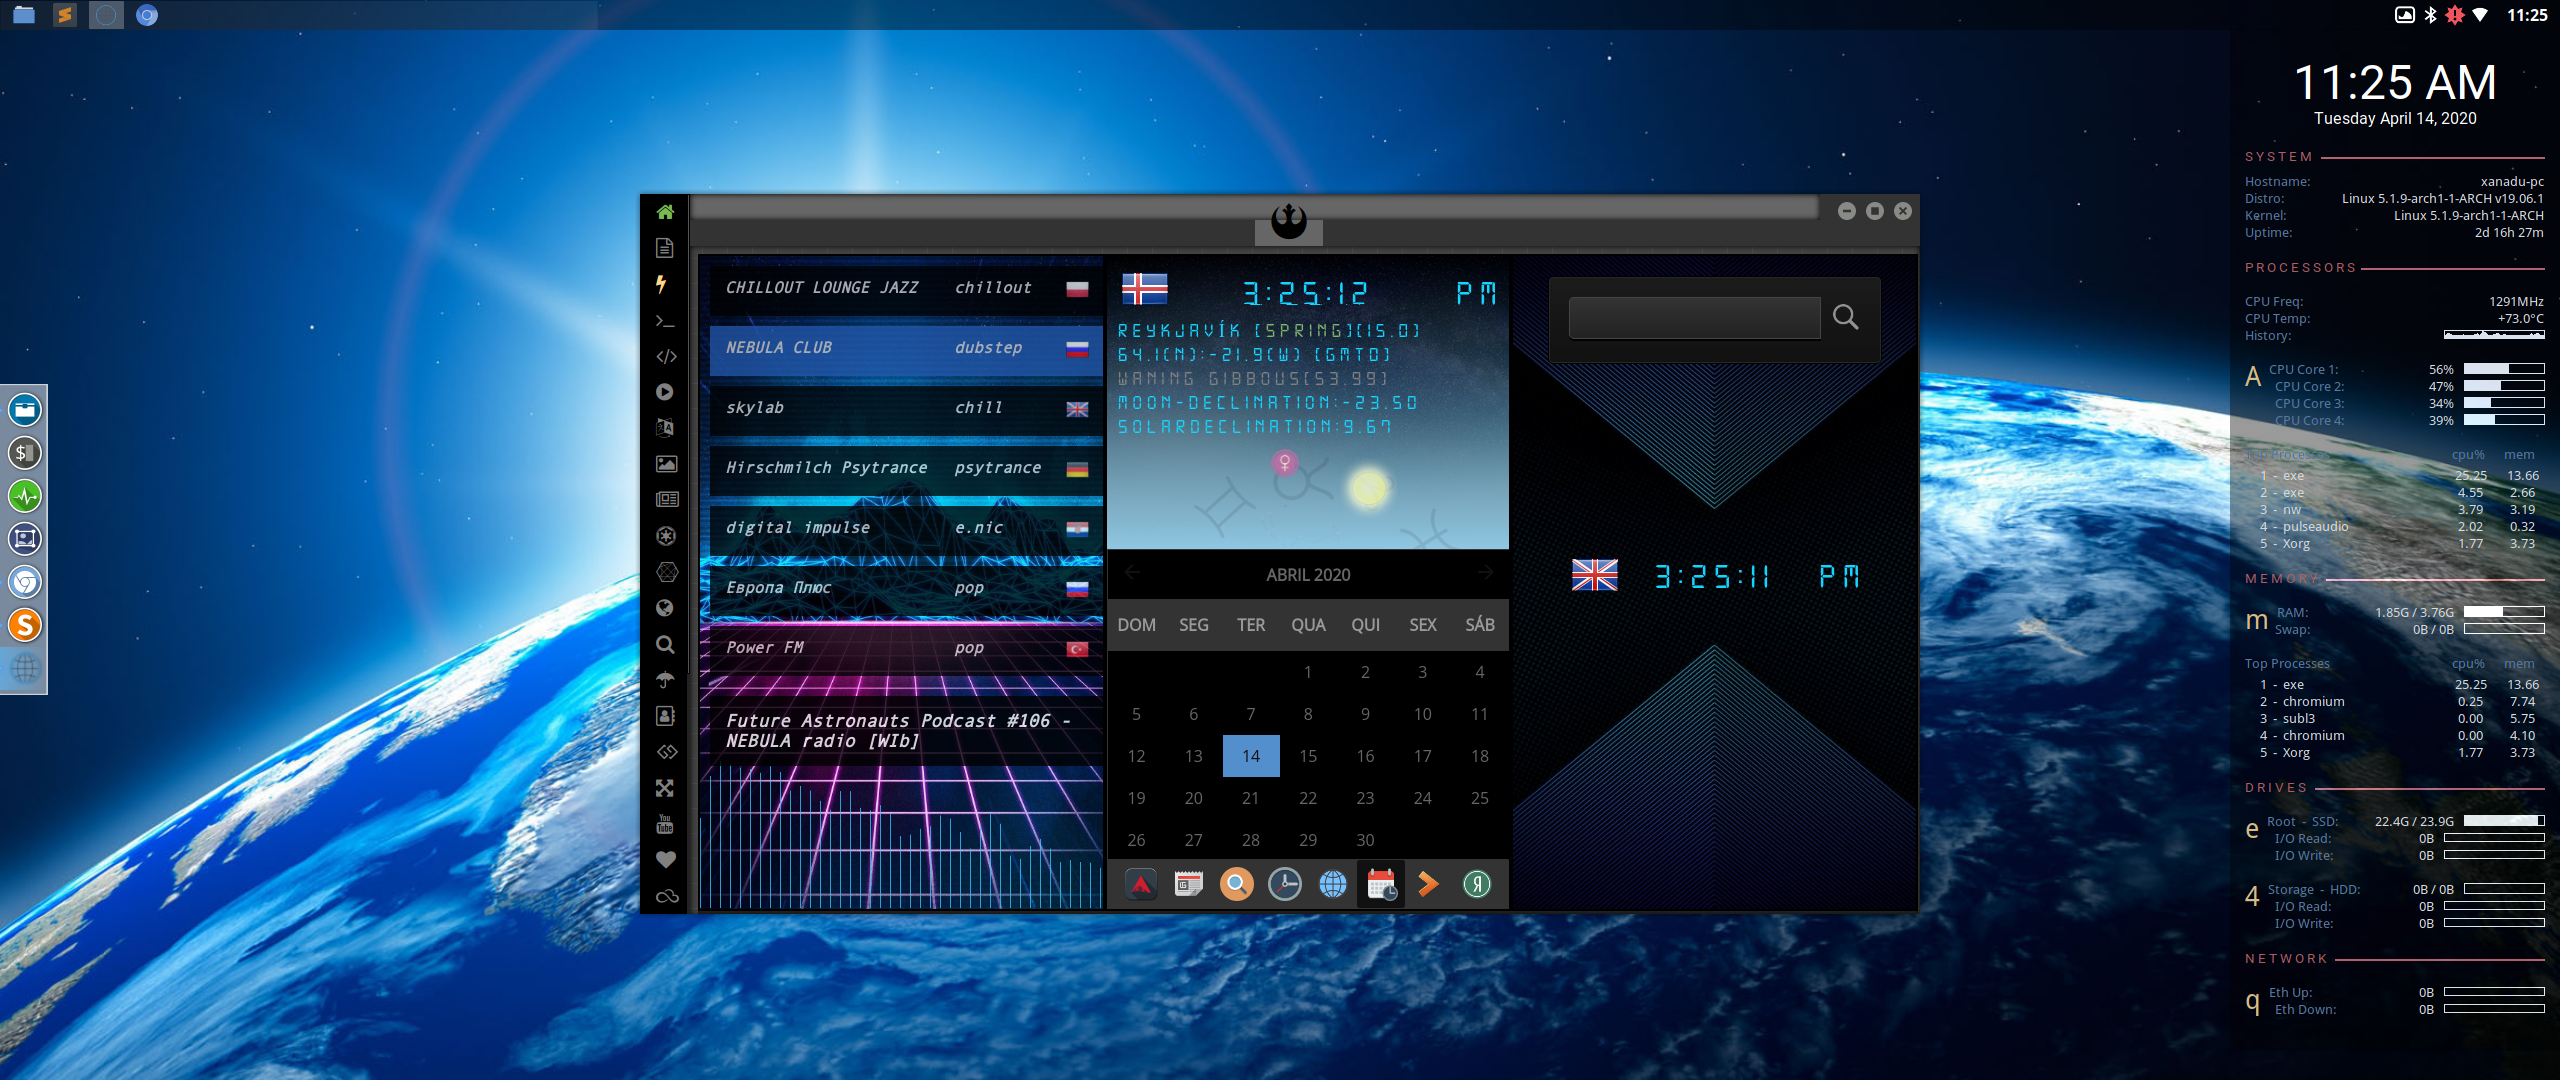 11:25
11:25 AM
Tuesday April 14, 2020
SYSTEM
Hostname: xanadu-pc
Distro: Linux 5.1.9-arch1-1-ARCH v19.06.1
Kernel: Linux 5.1.9-arch1-1-ARCH
Uptime: 2d 16h 27m
PROCESSORS
CPU Freq: 1291MHz
CPU Temp: +73.0°C
History:
A CPU Core 1: 56%
CPU Core 2: 47%
CPU Core 3: 34%
CPU Core 4: 39%
Top Processes cpu% mem
1 - exe 25.25 13.66
2 - exe 4.55 2.66
3 - nw 3.79 3.19
4 - pulseaudio 2.02 0.32
5 - Xorg 1.77 3.73
MEMORY
m RAM: 1.85G / 3.76G
Swap: 0B / 0B
Top Processes cpu% mem
1 - exe 25.25 13.66
2 - chromium 0.25 7.74
3 - subl3 0.00 5.75
4 - chromium 0.00 4.10
5 - Xorg 1.77 3.73
DRIVES
e Root - SSD: 22.4G / 23.9G
I/O Read: 0B
I/O Write: 0B
4 Storage - HDD: 0B / 0B
I/O Read: 0B
I/O Write: 0B
NETWORK
q Eth Up: 0B
Eth Down: 0B
CHILLOUT LOUNGE JAZZ chillout
NEBULA CLUB dubstep
skylab chill
Hirschmilch Psytrance psytrance
digital impulse e.nic
Европа Плюс pop
Power FM pop
Future Astronauts Podcast #106 -
NEBULA radio [WIb]
3:25:12 PM
REYKJAVÍK [SPRING][15.0]
64.1(N):-21.9(W) [GMT0]
WANING GIBBOUS[53.99]
MOON-DECLINATION:-23.50
SOLARDECLINATION:9.67
ABRIL 2020
DOM SEG TER QUA QUI SEX SÁB
1 2 3 4
5 6 7 8 9 10 11
12 13 14 15 16 17 18
19 20 21 22 23 24 25
26 27 28 29 30
3:25:11 PM
You
Tube